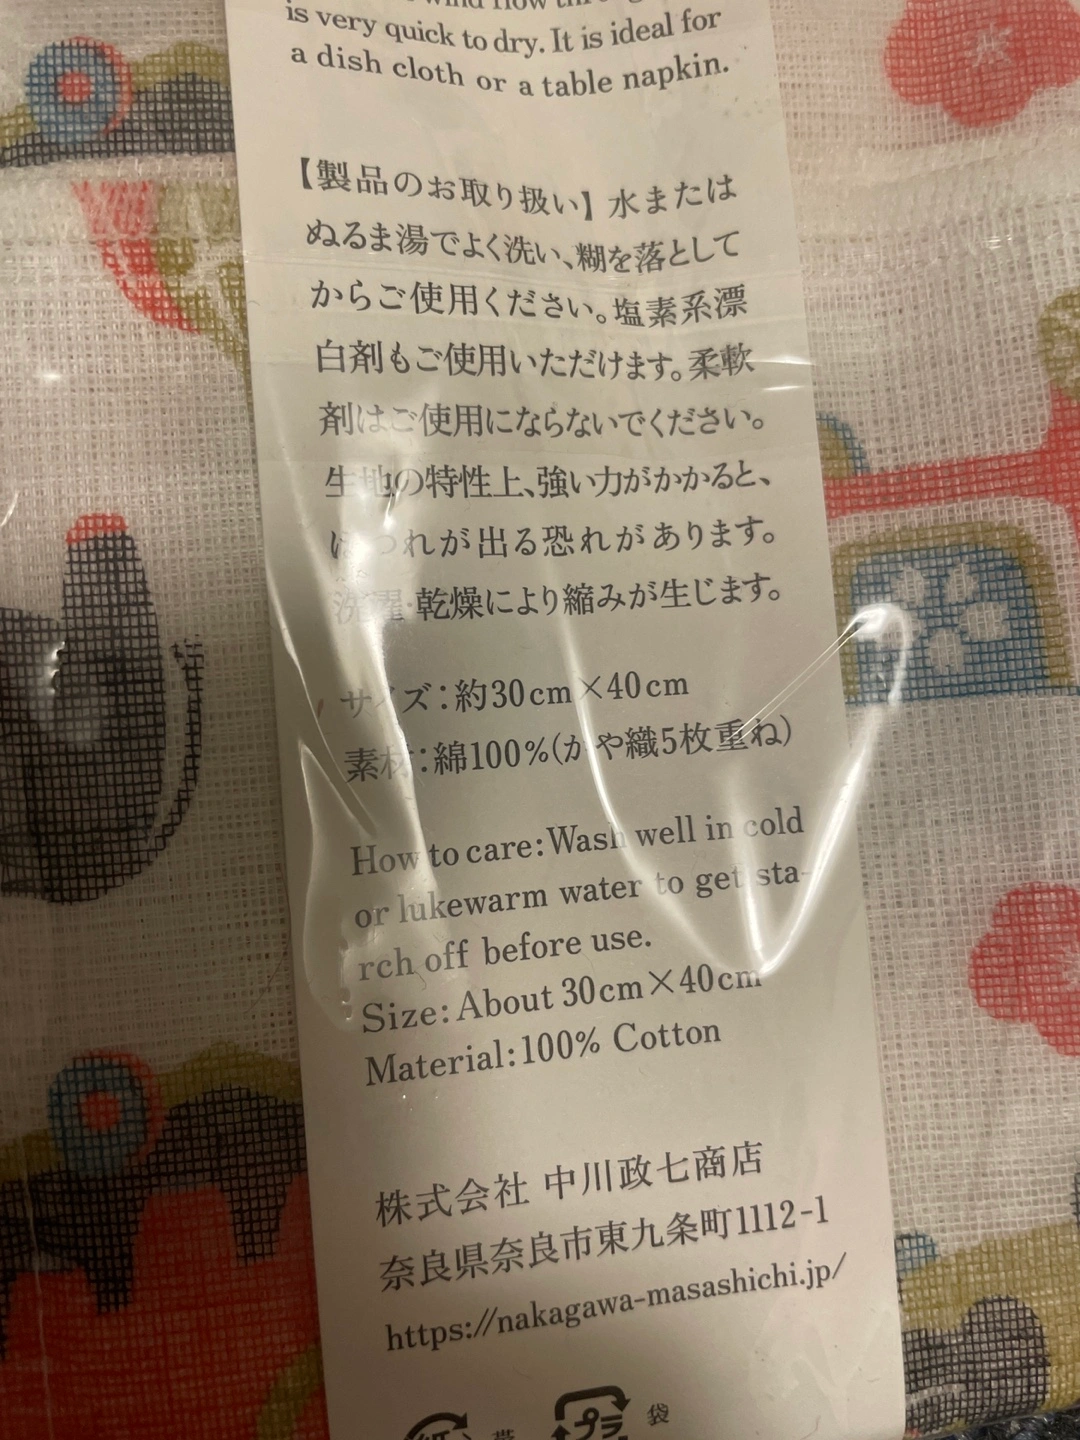 is very quick to dry. It is ideal for
a dish cloth or a table napkin.
【製品のお取り扱い】水または
ぬるま湯でよく洗い、糊を落として
からご使用ください。塩素系漂
白剤もご使用いただけます。柔軟
剤はご使用にならないでください。
生地の特性上、強い力がかかると、
ほつれが出る恐れがあります。
洗濯・乾燥により縮みが生じます。
サイズ：約30cm×40cm
素材：綿100%(かや織5枚重ね)
How to care: Wash well in cold
or lukewarm water to get sta-
rch off before use.
Size: About 30cm×40cm
Material: 100% Cotton
株式会社 中川政七商店
奈良県奈良市東九条町1112-1
https://nakagawa-masashichi.jp/
プラ 袋